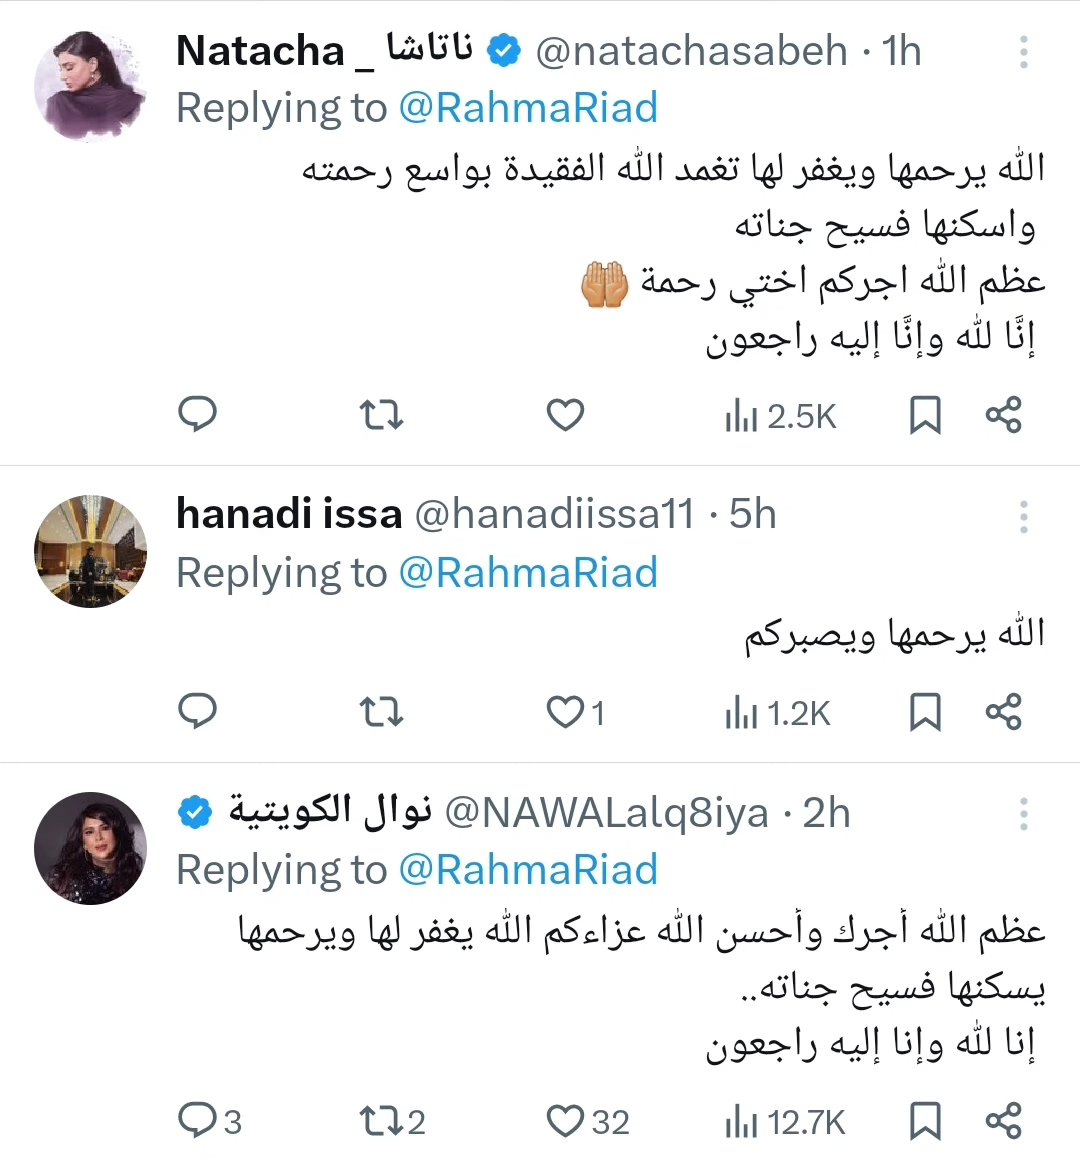 Natacha _ ناتاشا @natachasabeh · 1h
Replying to @RahmaRiad
الله يرحمها ويغفر لها تغمد الله الفقيدة بواسع رحمته
واسكنها فسيح جناته
عظم الله اجركم اختي رحمة 🤲🏼
إنَّا لله وإنَّا إليه راجعون
2.5K
hanadi issa @hanadiissa11 · 5h
Replying to @RahmaRiad
الله يرحمها ويصبركم
1 1.2K
نوال الكويتية @NAWALalq8iya · 2h
Replying to @RahmaRiad
عظم الله أجرك وأحسن الله عزاءكم الله يغفر لها ويرحمها
يسكنها فسيح جناته..
إنا لله وإنا إليه راجعون
3 2 32 12.7K